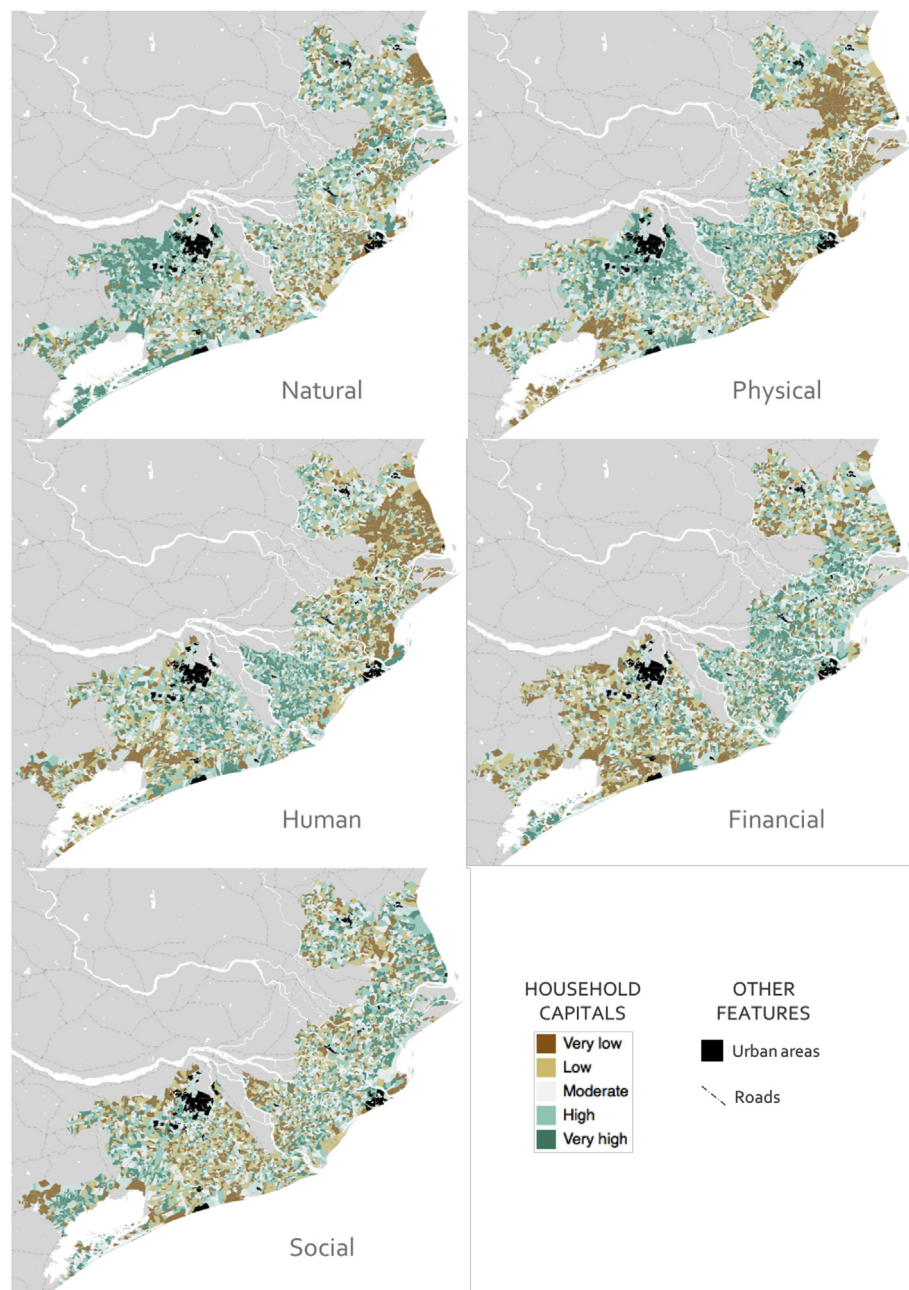 Natural
Physical
Human
Financial
Social
HOUSEHOLD
CAPITALS
Very low
Low
Moderate
High
Very high
OTHER
FEATURES
Urban areas
Roads